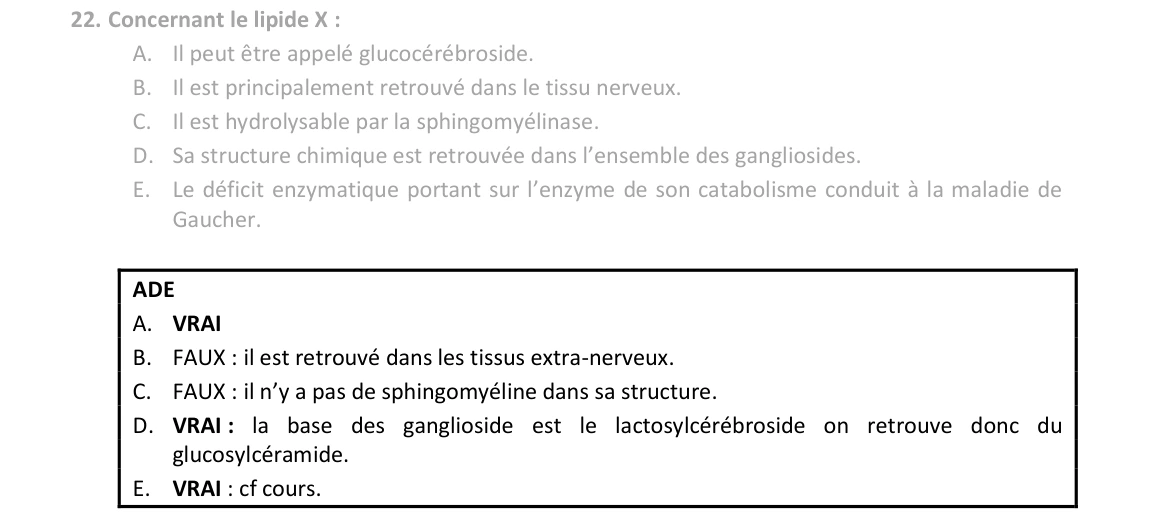 22. Concernant le lipide X :
A. Il peut être appelé glucocérébroside.
B. Il est principalement retrouvé dans le tissu nerveux.
C. Il est hydrolysable par la sphingomyélinase.
D. Sa structure chimique est retrouvée dans l’ensemble des gangliosides.
E. Le déficit enzymatique portant sur l’enzyme de son catabolisme conduit à la maladie de
Gaucher.
ADE
A. VRAI
B. FAUX : il est retrouvé dans les tissus extra-nerveux.
C. FAUX : il n’y a pas de sphingomyéline dans sa structure.
D. VRAI : la base des ganglioside est le lactosylcérébroside on retrouve donc du
glucosylcéramide.
E. VRAI : cf cours.